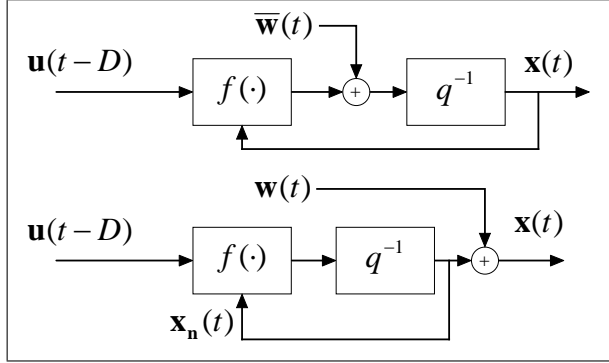 w̅(t)
u(t − D)
f(·)
+
q⁻¹
x(t)
w(t)
u(t − D)
f(·)
q⁻¹
+
x(t)
xₙ(t)